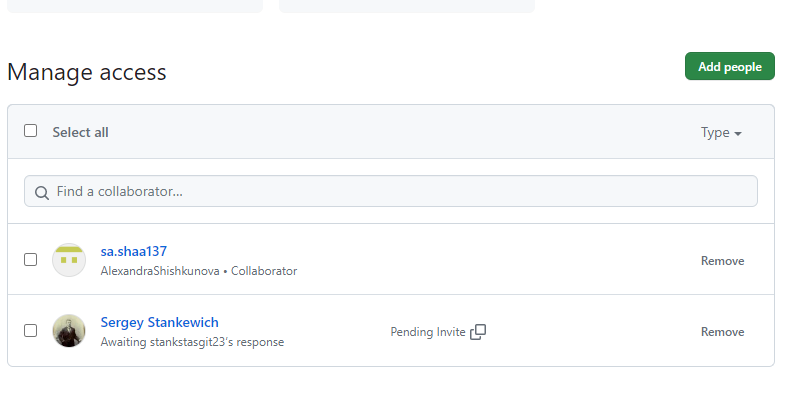 Manage access
Add people
Select all
Type
Find a collaborator...
sa.shaa137
AlexandraShishkunova • Collaborator
Remove
Sergey Stankewich
Awaiting stankstasgit23's response
Pending Invite
Remove